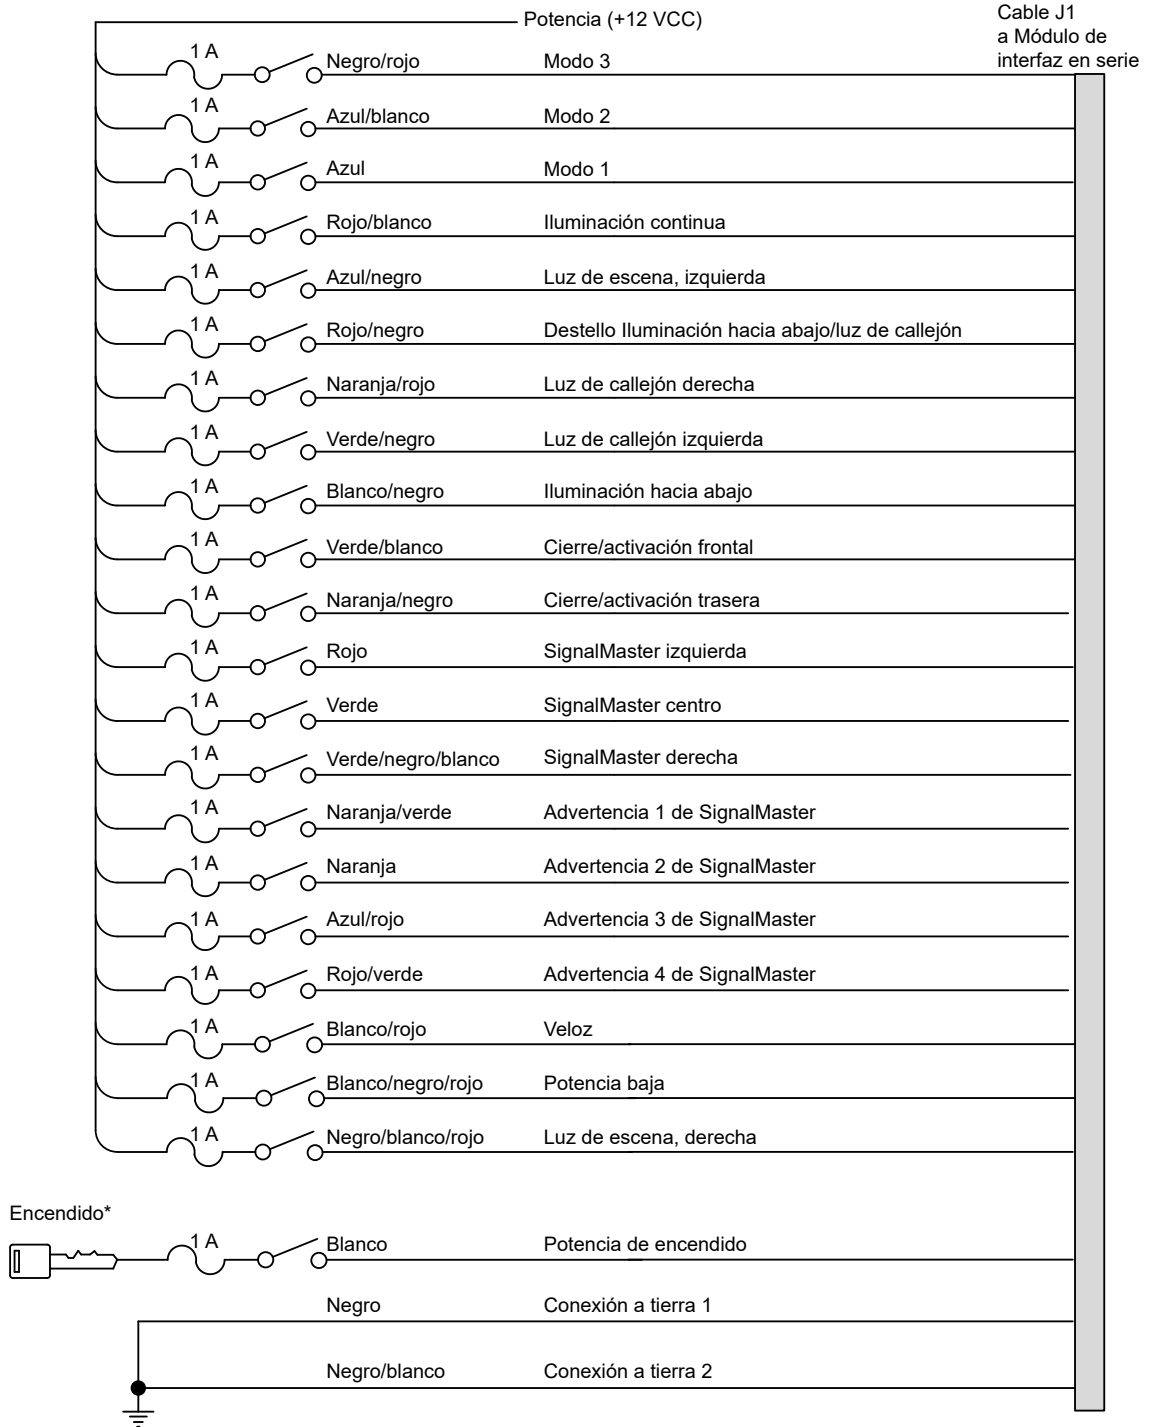 Potencia (+12 VCC)
Cable J1
a Módulo de
interfaz en serie
1 A Negro/rojo Modo 3
1 A Azul/blanco Modo 2
1 A Azul Modo 1
1 A Rojo/blanco Iluminación continua
1 A Azul/negro Luz de escena, izquierda
1 A Rojo/negro Destello Iluminación hacia abajo/luz de callejón
1 A Naranja/rojo Luz de callejón derecha
1 A Verde/negro Luz de callejón izquierda
1 A Blanco/negro Iluminación hacia abajo
1 A Verde/blanco Cierre/activación frontal
1 A Naranja/negro Cierre/activación trasera
1 A Rojo SignalMaster izquierda
1 A Verde SignalMaster centro
1 A Verde/negro/blanco SignalMaster derecha
1 A Naranja/verde Advertencia 1 de SignalMaster
1 A Naranja Advertencia 2 de SignalMaster
1 A Azul/rojo Advertencia 3 de SignalMaster
1 A Rojo/verde Advertencia 4 de SignalMaster
1 A Blanco/rojo Veloz
1 A Blanco/negro/rojo Potencia baja
1 A Negro/blanco/rojo Luz de escena, derecha
Encendido*
1 A Blanco Potencia de encendido
Negro Conexión a tierra 1
Negro/blanco Conexión a tierra 2